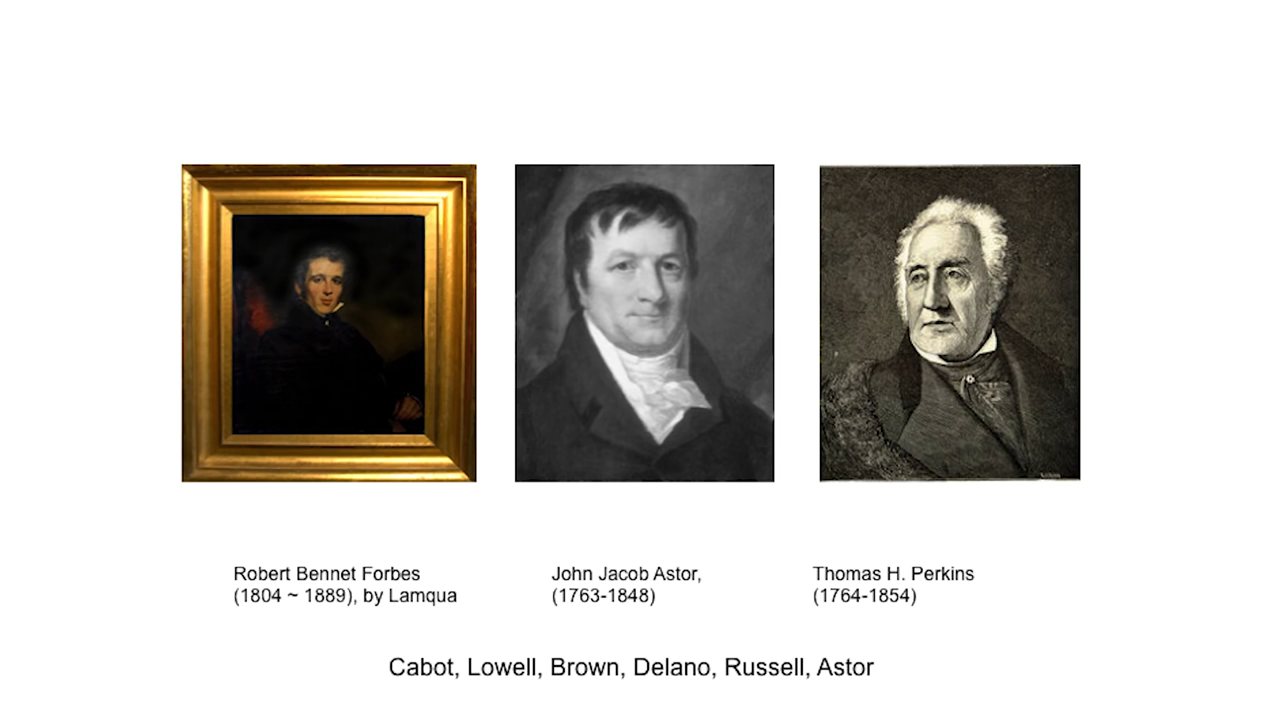 Robert Bennet Forbes
(1804 ~ 1889), by Lamqua
John Jacob Astor,
(1763-1848)
Thomas H. Perkins
(1764-1854)
Cabot, Lowell, Brown, Delano, Russell, Astor